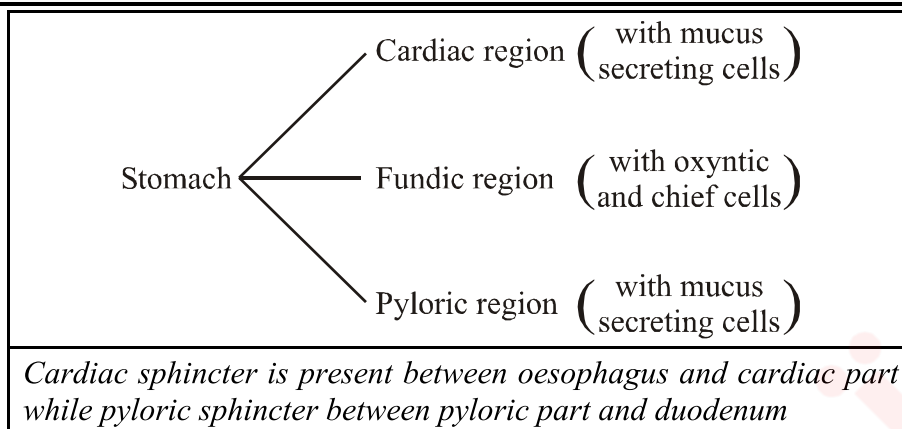 Cardiac region (with mucus
secreting cells)
Stomach
Fundic region (with oxyntic
and chief cells)
Pyloric region (with mucus
secreting cells)
Cardiac sphincter is present between oesophagus and cardiac part
while pyloric sphincter between pyloric part and duodenum